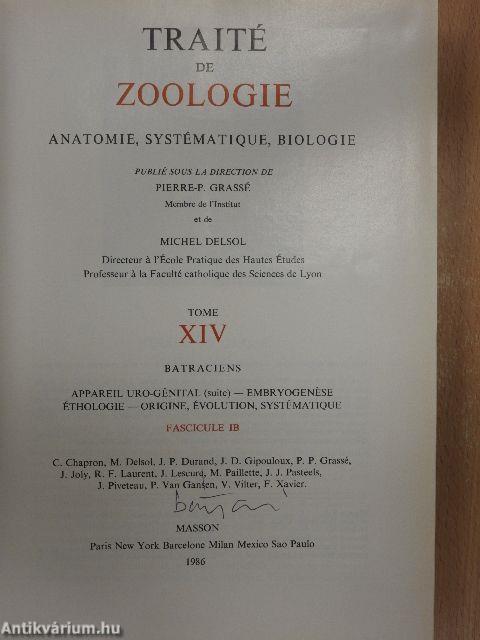 TRAITÉ
DE
ZOOLOGIE
ANATOMIE, SYSTÉMATIQUE, BIOLOGIE
PUBLIÉ SOUS LA DIRECTION DE
PIERRE-P. GRASSÉ
Membre de l'Institut
et de
MICHEL DELSOL
Directeur à l'École Pratique des Hautes Études
Professeur à la Faculté catholique des Sciences de Lyon
TOME
XIV
BATRACIENS
APPAREIL URO-GÉNITAL (suite) — EMBRYOGENÈSE
ÉTHOLOGIE — ORIGINE, ÉVOLUTION, SYSTÉMATIQUE
FASCICULE IB
C. Chapron, M. Delsol, J. P. Durand, J. D. Gipouloux, P. P. Grassé,
J. Joly, R. F. Laurent, J. Lescure, M. Paillette, J. J. Pasteels,
J. Piveteau, P. Van Gansen, V. Vilter, F. Xavier.
MASSON
Paris New York Barcelone Milan Mexico Sao Paulo
1986
Antikvárium.hu